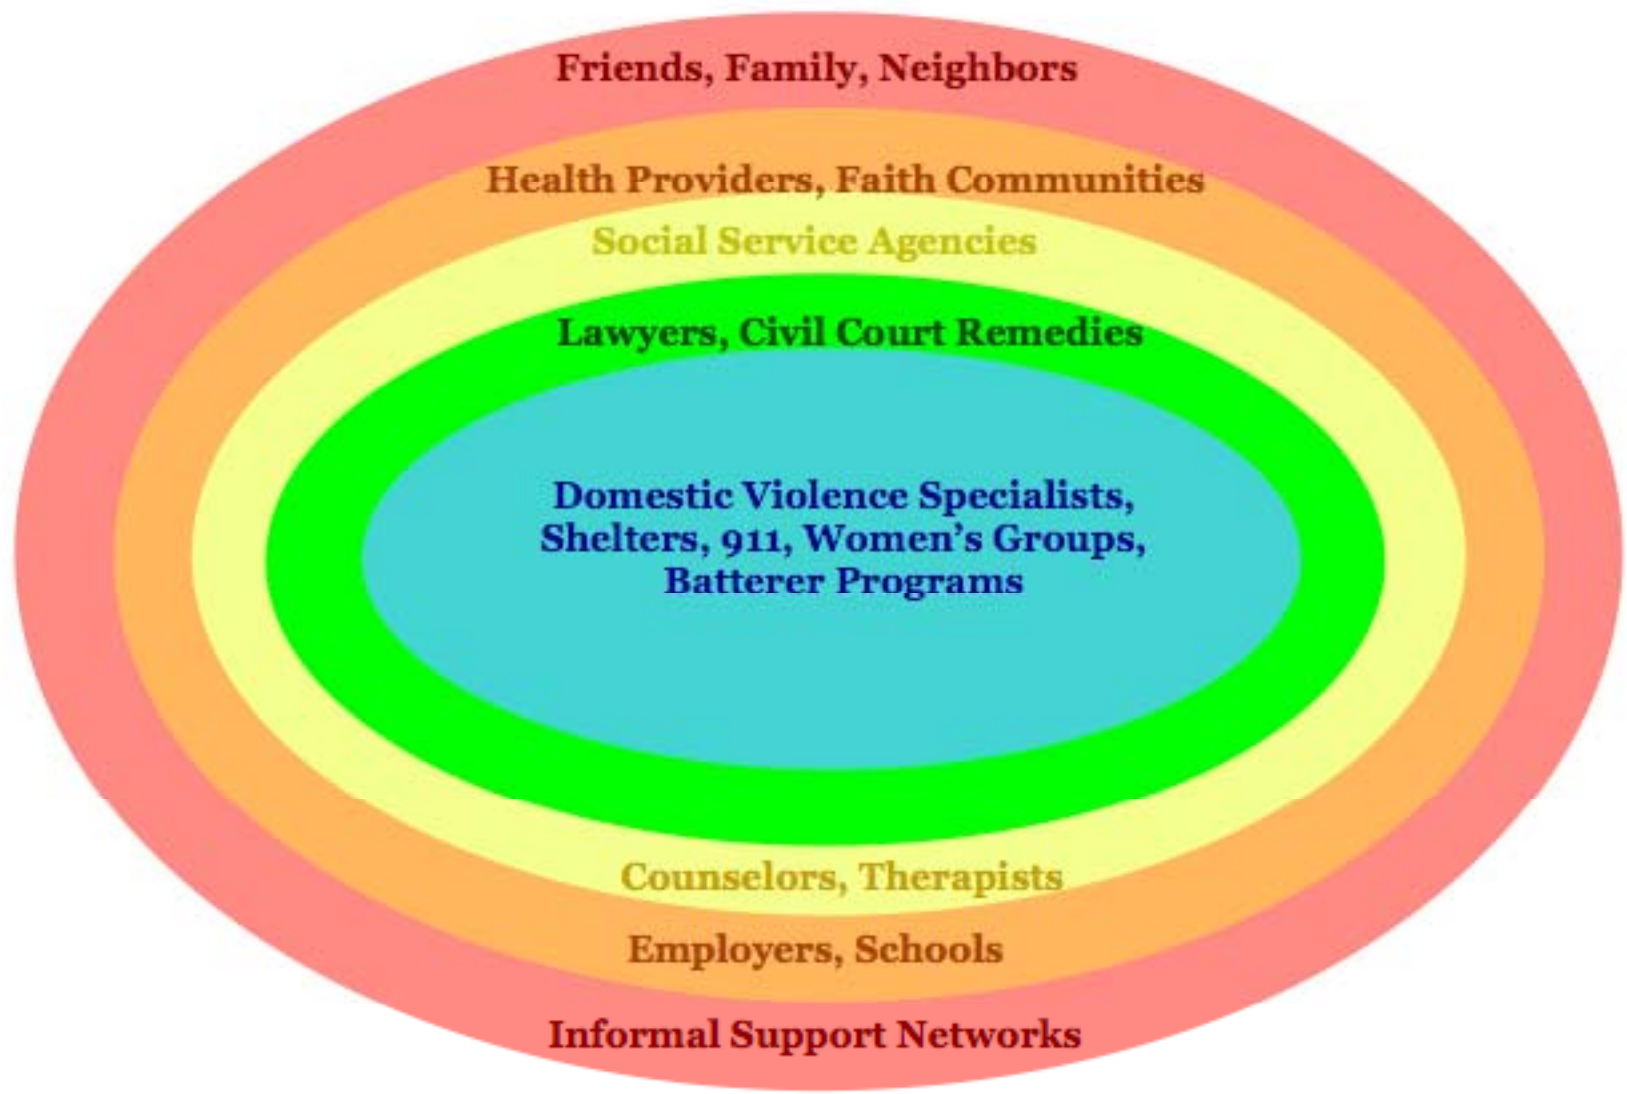 Friends, Family, Neighbors
Health Providers, Faith Communities
Social Service Agencies
Lawyers, Civil Court Remedies
Domestic Violence Specialists,
Shelters, 911, Women’s Groups,
Batterer Programs
Counselors, Therapists
Employers, Schools
Informal Support Networks